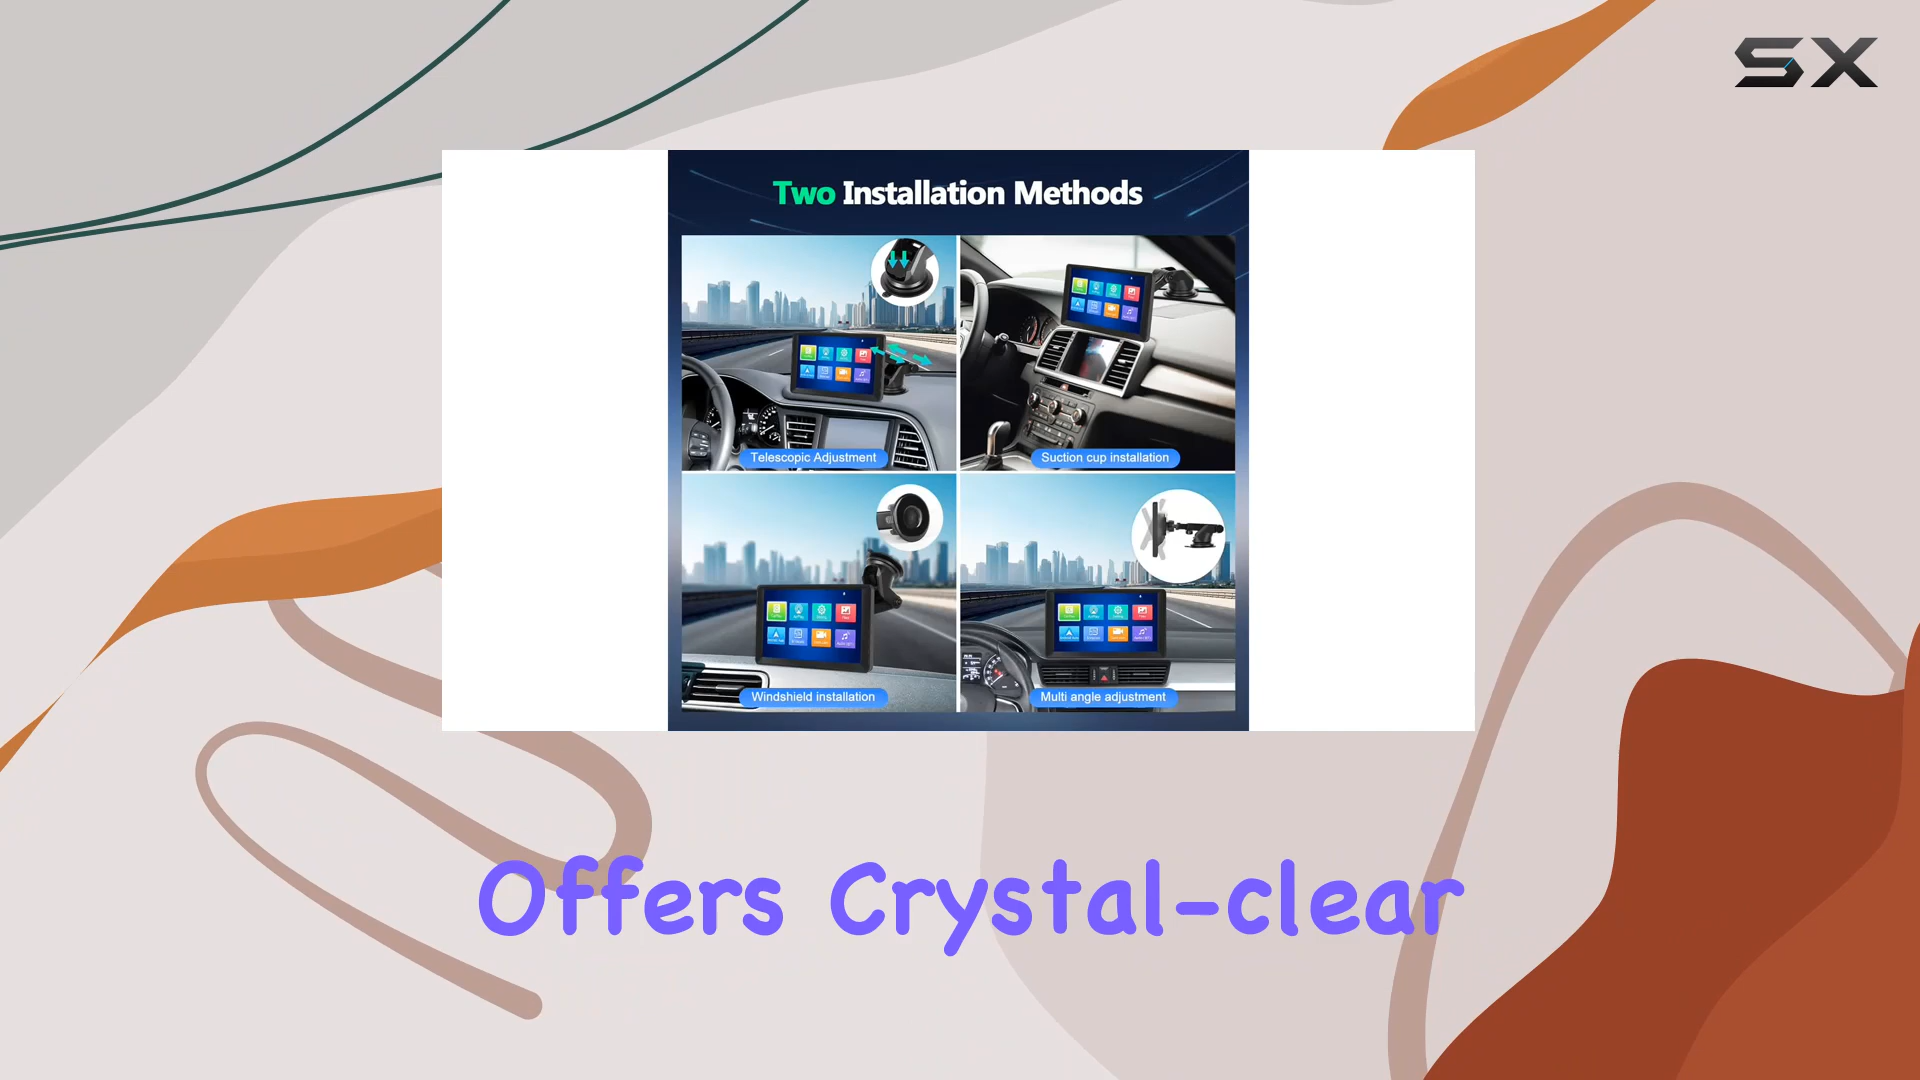 SX
Two Installation Methods
Telescopic Adjustment
Suction cup installation
Windshield installation
Multi angle adjustment
Offers Crystal-clear